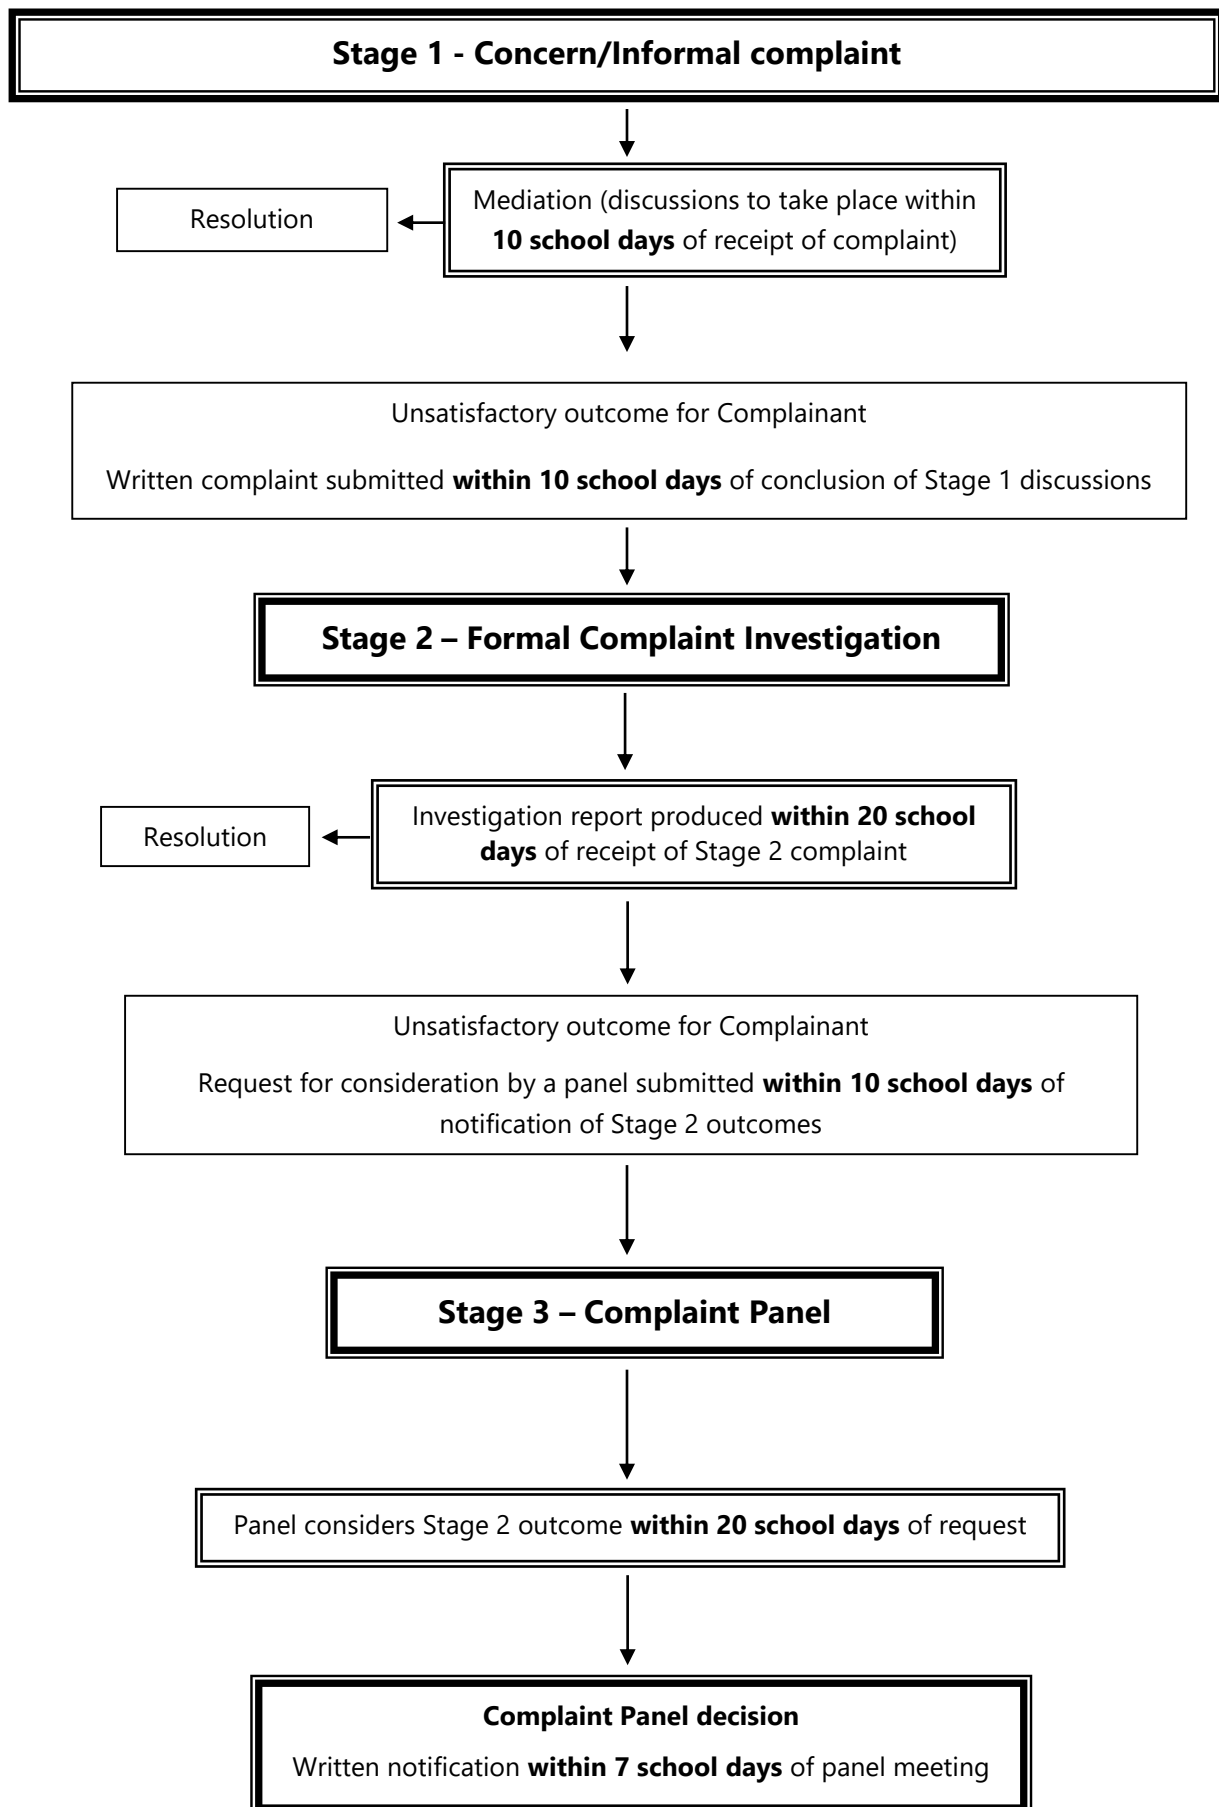 Stage 1 - Concern/Informal complaint
Mediation (discussions to take place within
10 school days of receipt of complaint)
Resolution
Unsatisfactory outcome for Complainant
Written complaint submitted within 10 school days of conclusion of Stage 1 discussions
Stage 2 – Formal Complaint Investigation
Investigation report produced within 20 school
days of receipt of Stage 2 complaint
Resolution
Unsatisfactory outcome for Complainant
Request for consideration by a panel submitted within 10 school days of
notification of Stage 2 outcomes
Stage 3 – Complaint Panel
Panel considers Stage 2 outcome within 20 school days of request
Complaint Panel decision
Written notification within 7 school days of panel meeting